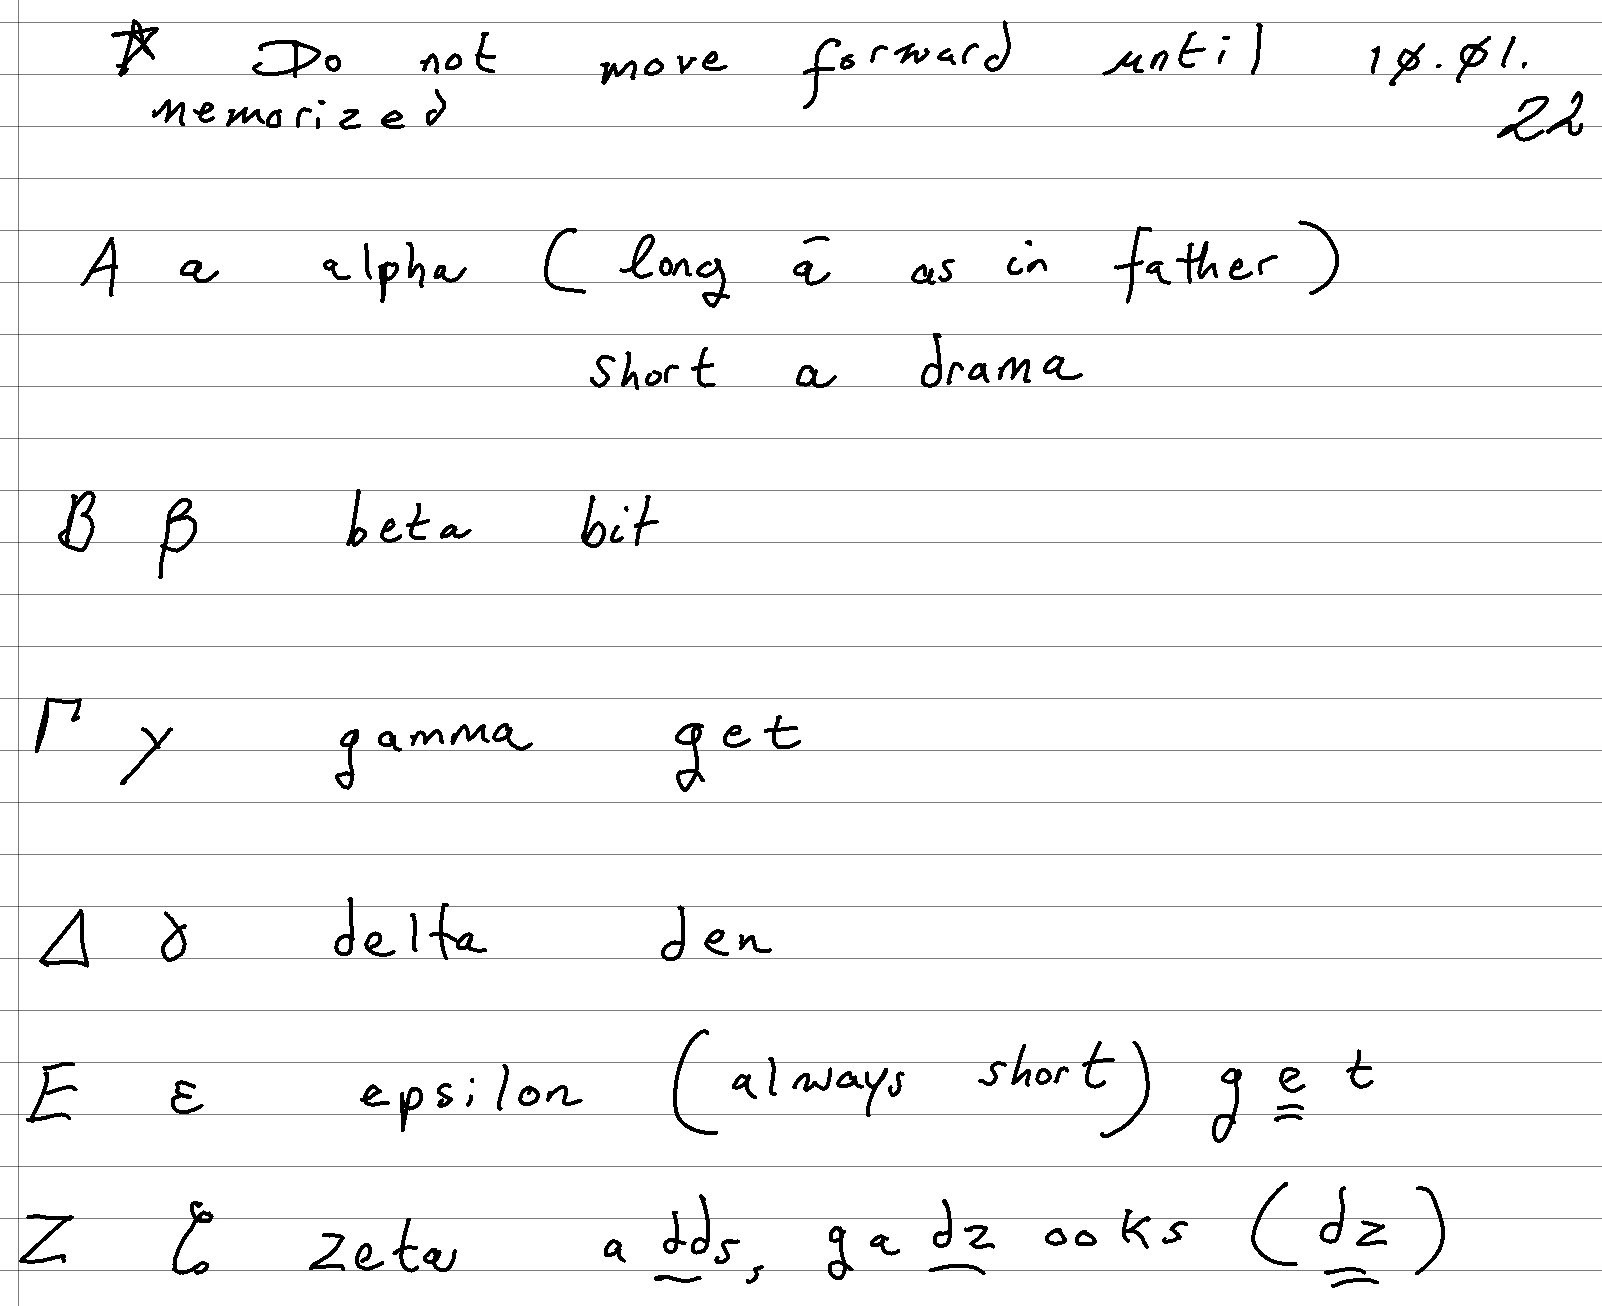 ☆ Do not move forward until 10.01.
memorized 22
A α alpha (long ā as in father)
short a drama
B β beta bit
Γ γ gamma get
Δ δ delta den
E ε epsilon (always short) get
Z ζ zeta adds, gadzooks (dz)